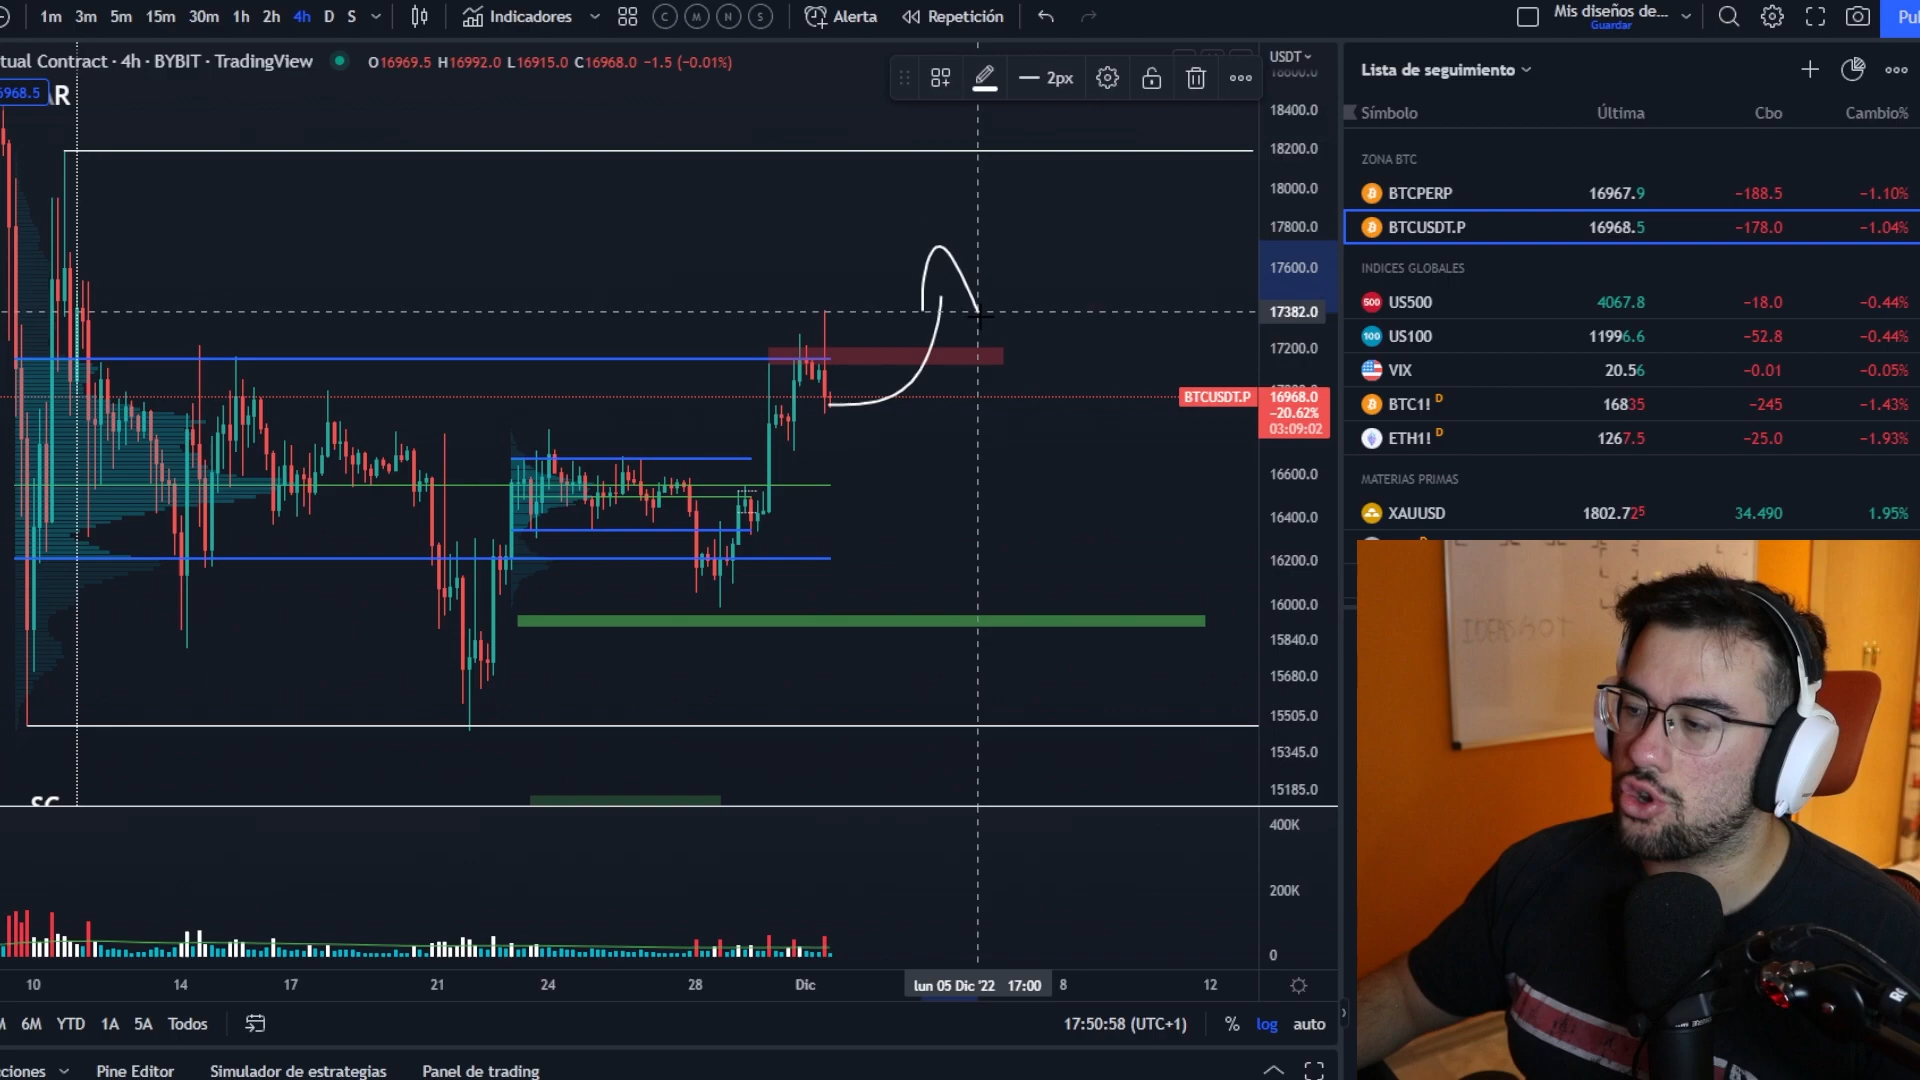 1m 3m 5m 15m 30m 1h 2h 4h D S Indicadores C M N S Alerta Repetición Mis diseños de...
Guardar
tual Contract · 4h · BYBIT · TradingView O16969.5 H16992.0 L16915.0 C16968.0 −1.5 (−0.01%)
6968.5
AR
2px
USDT
18400.0
18200.0
18000.0
17800.0
17600.0
17382.0
17200.0
BTCUSDT.P 16968.0
−20.62%
03:09:02
16600.0
16400.0
16200.0
16000.0
15840.0
15680.0
15505.0
15345.0
15185.0
400K
200K
0
10 14 17 21 24 28 Dic lun 05 Dic '22 17:00 8 12
6M YTD 1A 5A Todos 17:50:58 (UTC+1) % log auto
ciones Pine Editor Simulador de estrategias Panel de trading
Lista de seguimiento
Símbolo Última Cbo Cambio%
ZONA BTC
BTCPERP 16967.9 −188.5 −1.10%
BTCUSDT.P 16968.5 −178.0 −1.04%
INDICES GLOBALES
500 US500 4067.8 −18.0 −0.44%
100 US100 11996.6 −52.8 −0.44%
VIX 20.56 −0.01 −0.05%
BTC1! D 16835 −245 −1.43%
ETH1! D 1267.5 −25.0 −1.93%
MATERIAS PRIMAS
XAUUSD 1802.725 34.490 1.95%